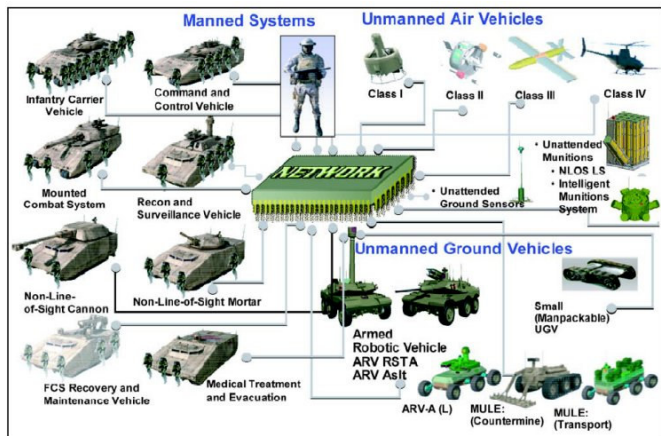 Manned Systems
Unmanned Air Vehicles
Infantry Carrier
Vehicle
Command and
Control Vehicle
Class I
Class II
Class III
Class IV
Mounted
Combat System
Recon and
Surveillance Vehicle
NETWORK
• Unattended
Ground Sensors
• Unattended
Munitions
• NLOS LS
• Intelligent
Munitions
System
Unmanned Ground Vehicles
Non-Line-
of-Sight Cannon
Non-Line-of-Sight Mortar
Small
(Manpackable)
UGV
Armed
Robotic Vehicle
ARV RSTA
ARV Aslt
FCS Recovery and
Maintenance Vehicle
Medical Treatment
and Evacuation
ARV-A (L)
MULE:
(Countermine)
MULE:
(Transport)